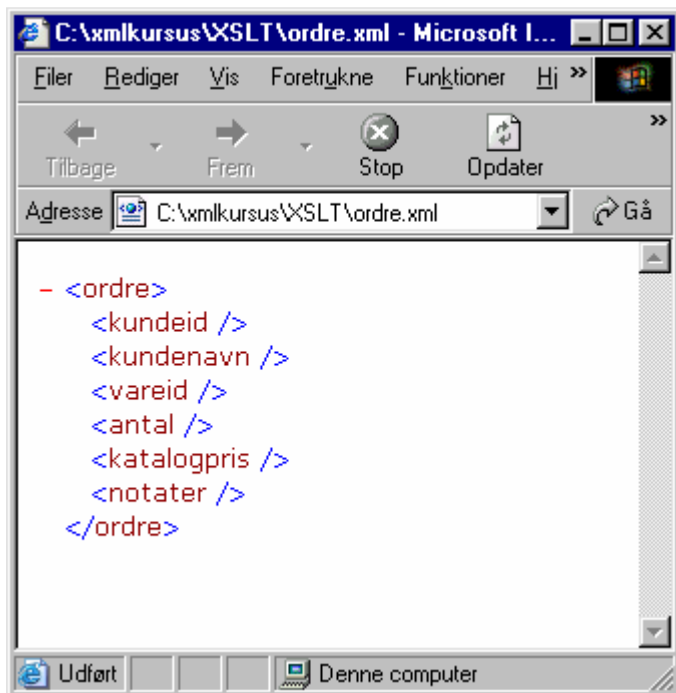 C:\xmlkursus\XSLT\ordre.xml - Microsoft I...
Filer Rediger Vis Foretrukne Funktioner Hj »
Tilbage Frem Stop Opdater »
Adresse C:\xmlkursus\XSLT\ordre.xml Gå
- <ordre>
<kundeid />
<kundenavn />
<vareid />
<antal />
<katalogpris />
<notater />
</ordre>
Udført Denne computer